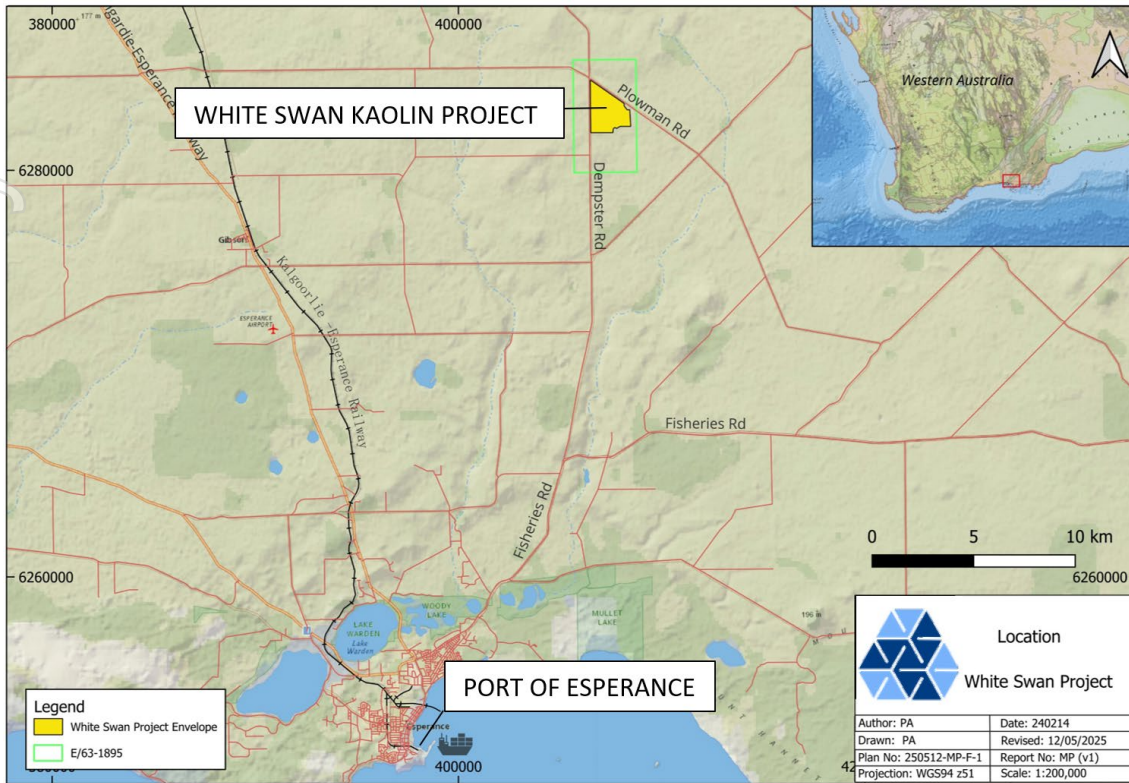 380000
177 m
400000
Western Australia
WHITE SWAN KAOLIN PROJECT
Plowman Rd
6280000
6280000
Dempster Rd
Gibson
Kalgoorlie -Esperance Railway
ESPERANCE
AIRPORT
Fisheries Rd
Fisheries Rd
0 5 10 km
6260000
6260000
WOODY
LAKE
MULLET
LAKE
LAKE
WARDEN
Lake
Warden
196 m
PORT OF ESPERANCE
Esperance
400000
Legend
White Swan Project Envelope
E/63-1895
Location
White Swan Project
Author: PA
Date: 240214
Drawn: PA
Revised: 12/05/2025
Plan No: 250512-MP-F-1
Report No: MP (v1)
Projection: WGS94 z51
Scale: 1:200,000